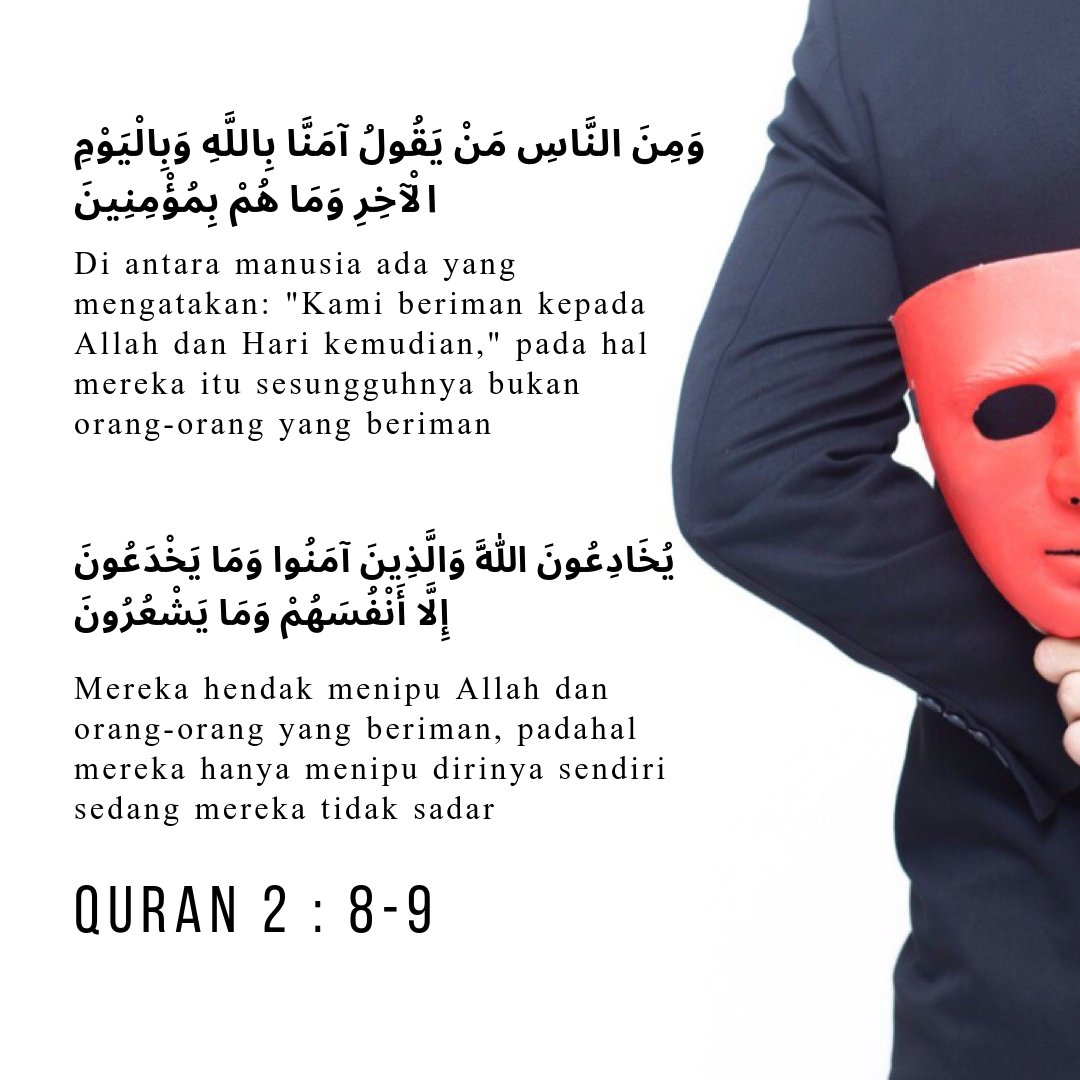 وَمِنَ النَّاسِ مَنْ يَقُولُ آمَنَّا بِاللَّهِ وَبِالْيَوْمِ
الْآخِرِ وَمَا هُمْ بِمُؤْمِنِينَ
Di antara manusia ada yang
mengatakan: "Kami beriman kepada
Allah dan Hari kemudian," pada hal
mereka itu sesungguhnya bukan
orang-orang yang beriman
يُخَادِعُونَ اللَّهَ وَالَّذِينَ آمَنُوا وَمَا يَخْدَعُونَ
إِلَّا أَنْفُسَهُمْ وَمَا يَشْعُرُونَ
Mereka hendak menipu Allah dan
orang-orang yang beriman, padahal
mereka hanya menipu dirinya sendiri
sedang mereka tidak sadar
QURAN 2 : 8-9